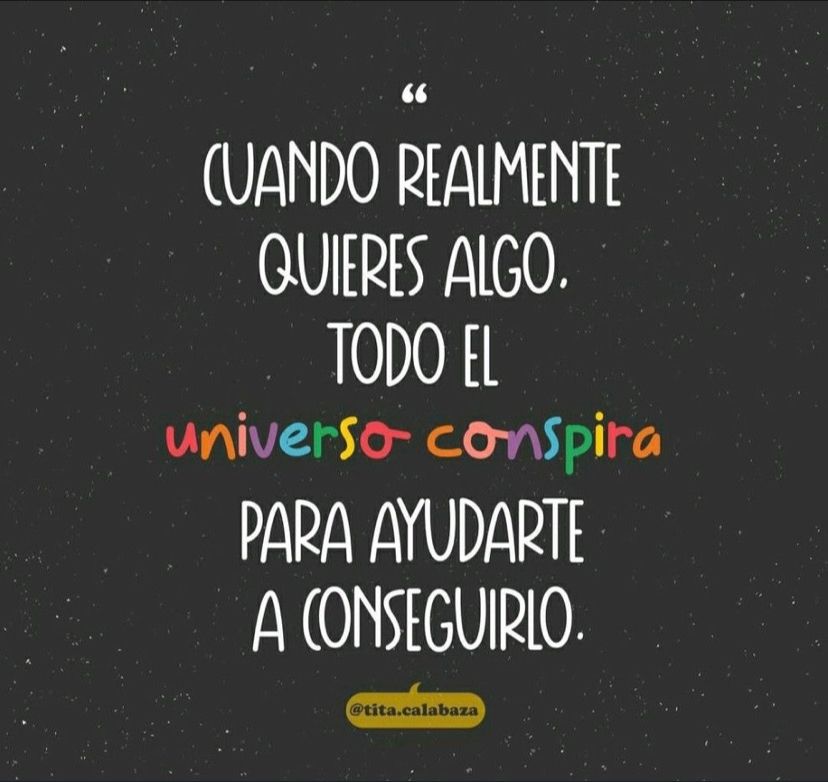 “
CUANDO REALMENTE
QUIERES ALGO.
TODO EL
universo conspira
PARA AYUDARTE
A CONSEGUIRLO.
@tita.calabaza